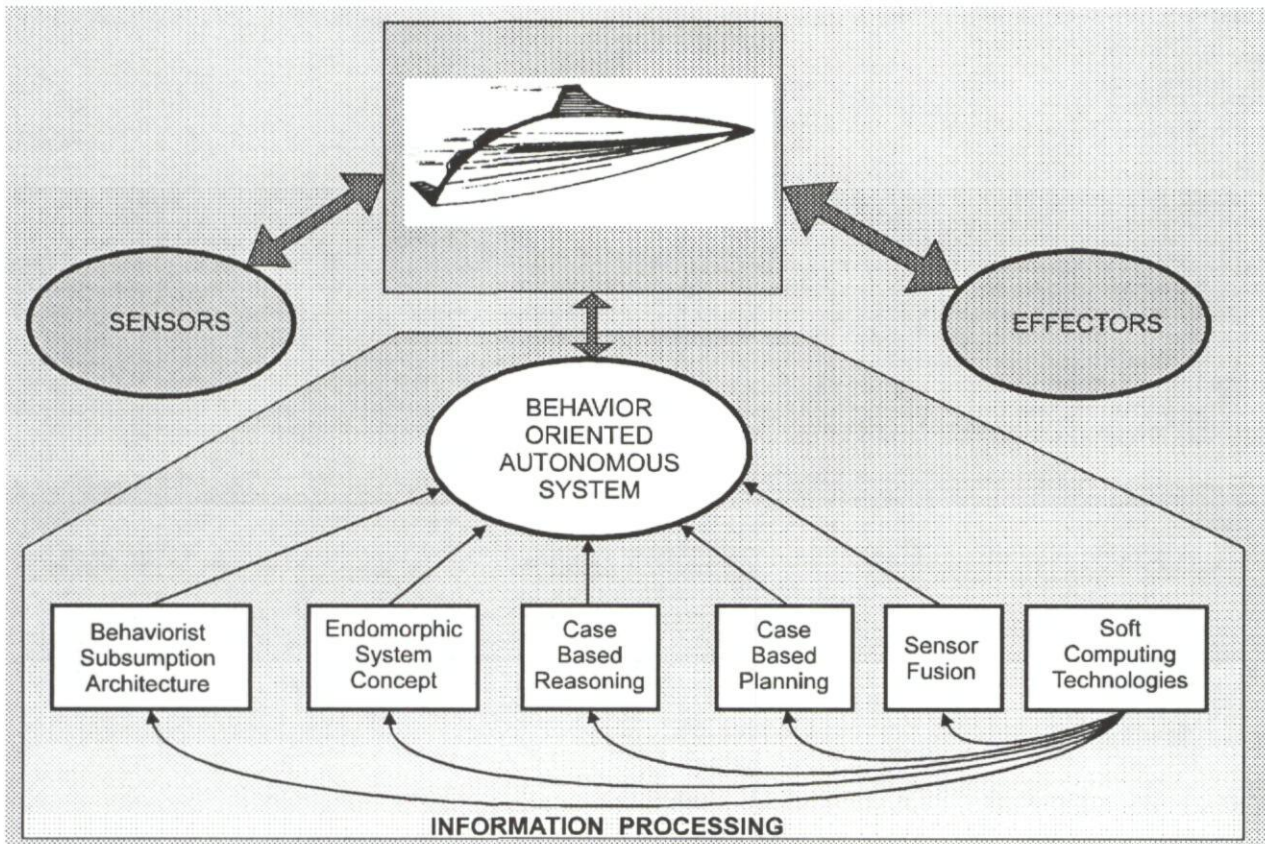 SENSORS
EFFECTORS
BEHAVIOR
ORIENTED
AUTONOMOUS
SYSTEM
Behaviorist
Subsumption
Architecture
Endomorphic
System
Concept
Case
Based
Reasoning
Case
Based
Planning
Sensor
Fusion
Soft
Computing
Technologies
INFORMATION PROCESSING